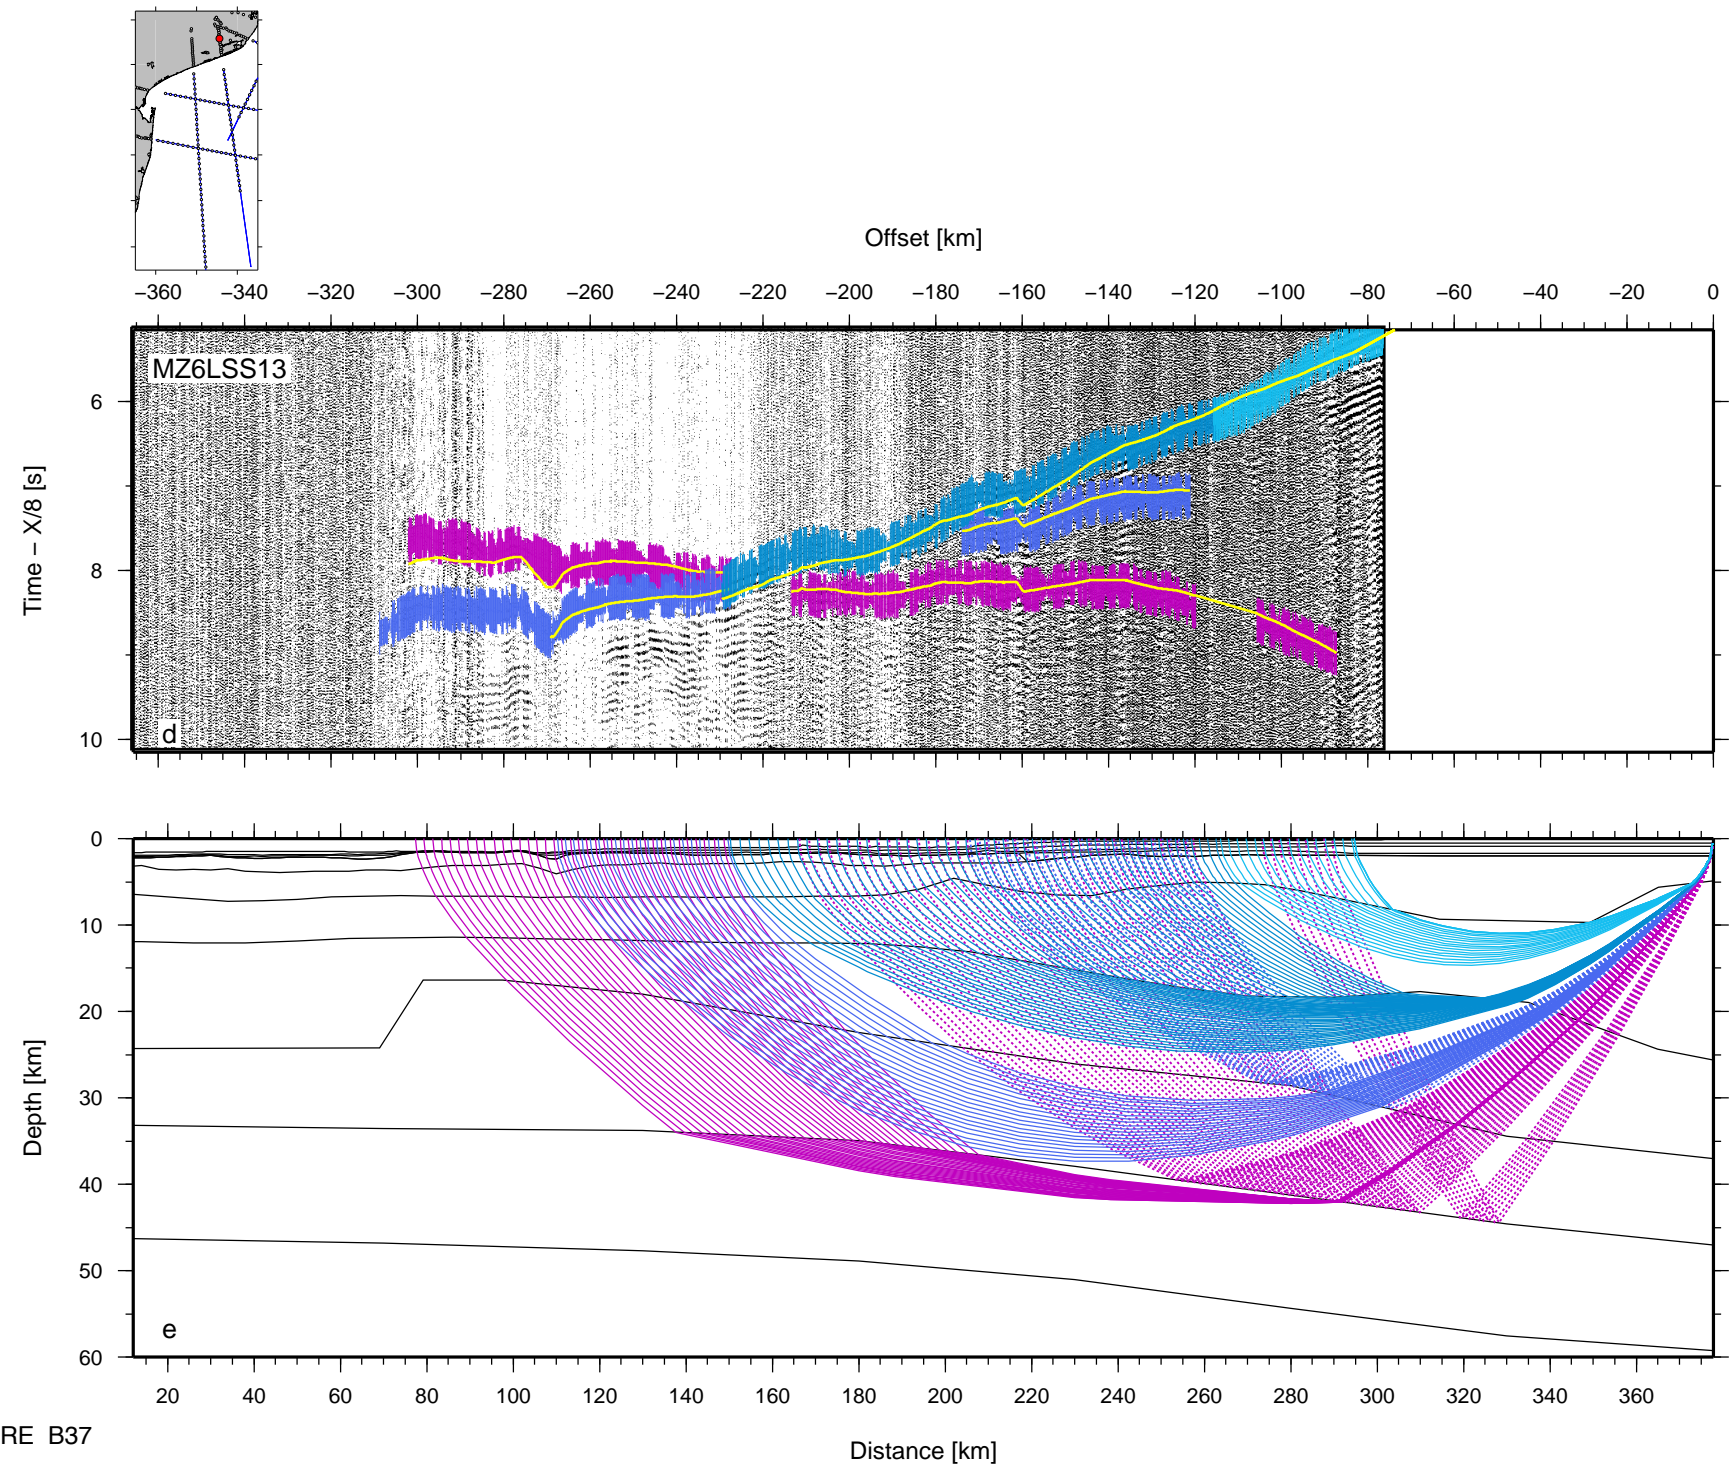 Offset [km]
−360 −340 −320 −300 −280 −260 −240 −220 −200 −180 −160 −140 −120 −100 −80 −60 −40 −20 0
MZ6LSS13
6
8
10
Time − X/8 [s]
d
0
10
20
30
40
50
60
Depth [km]
e
20 40 60 80 100 120 140 160 180 200 220 240 260 280 300 320 340 360
RE B37
Distance [km]